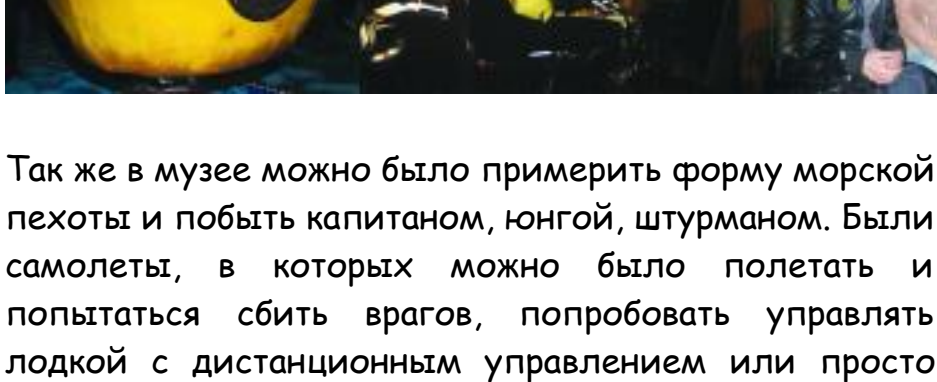 Так же в музее можно было примерить форму морской
пехоты и побыть капитаном, юнгой, штурманом. Были
самолеты, в которых можно было полетать и
попытаться сбить врагов, попробовать управлять
лодкой с дистанционным управлением или просто